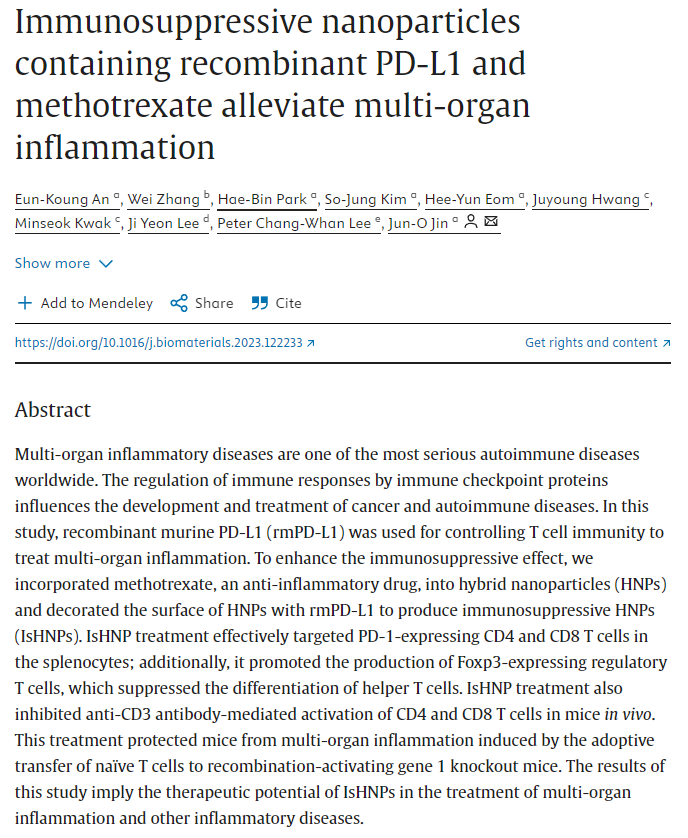 Immunosuppressive nanoparticles
containing recombinant PD-L1 and
methotrexate alleviate multi-organ
inflammation
Eun-Koung An a, Wei Zhang b, Hae-Bin Park a, So-Jung Kim a, Hee-Yun Eom a, Juyoung Hwang c,
Minseok Kwak c, Ji Yeon Lee d, Peter Chang-Whan Lee e, Jun-O Jin a
Show more
Add to Mendeley Share Cite
https://doi.org/10.1016/j.biomaterials.2023.122233 ↗ Get rights and content ↗
Abstract
Multi-organ inflammatory diseases are one of the most serious autoimmune diseases
worldwide. The regulation of immune responses by immune checkpoint proteins
influences the development and treatment of cancer and autoimmune diseases. In this
study, recombinant murine PD-L1 (rmPD-L1) was used for controlling T cell immunity to
treat multi-organ inflammation. To enhance the immunosuppressive effect, we
incorporated methotrexate, an anti-inflammatory drug, into hybrid nanoparticles (HNPs)
and decorated the surface of HNPs with rmPD-L1 to produce immunosuppressive HNPs
(IsHNPs). IsHNP treatment effectively targeted PD-1-expressing CD4 and CD8 T cells in
the splenocytes; additionally, it promoted the production of Foxp3-expressing regulatory
T cells, which suppressed the differentiation of helper T cells. IsHNP treatment also
inhibited anti-CD3 antibody-mediated activation of CD4 and CD8 T cells in mice in vivo.
This treatment protected mice from multi-organ inflammation induced by the adoptive
transfer of naïve T cells to recombination-activating gene 1 knockout mice. The results of
this study imply the therapeutic potential of IsHNPs in the treatment of multi-organ
inflammation and other inflammatory diseases.